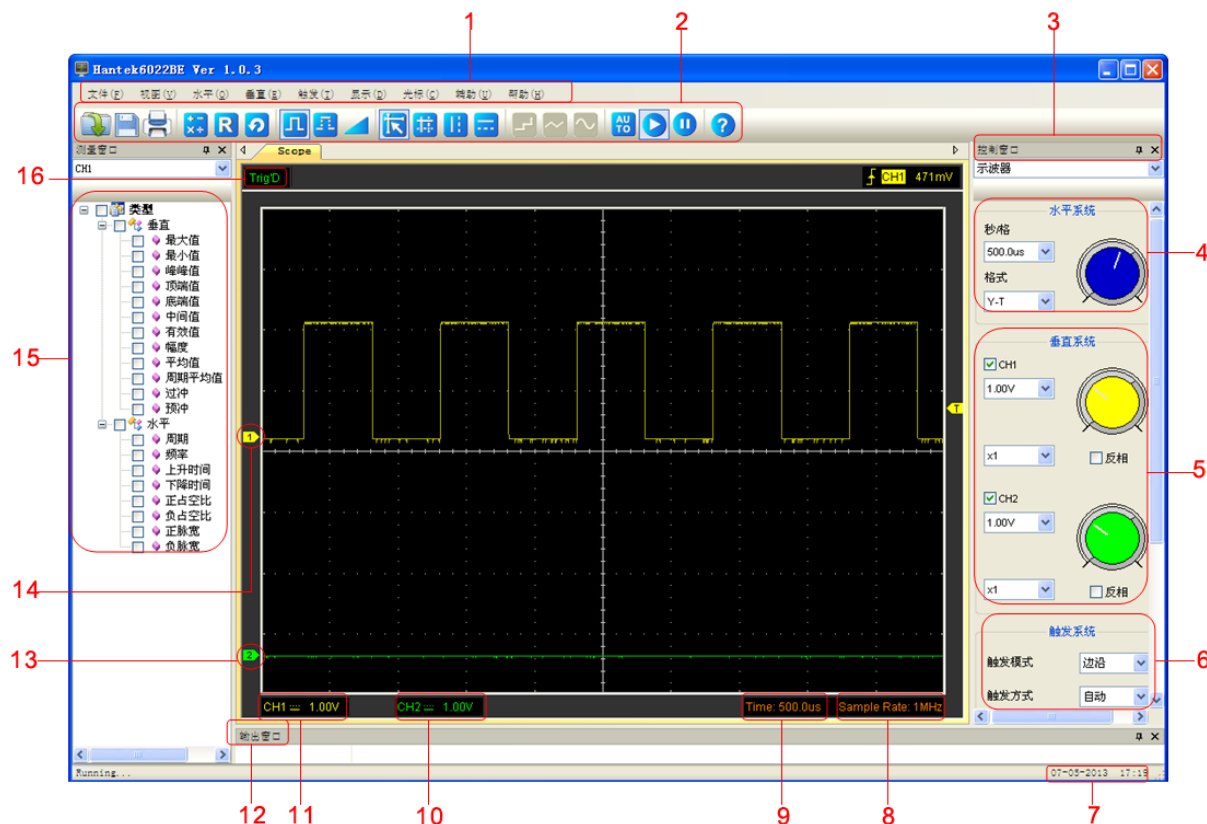 1
2
3
Hantek6022BE Ver 1.0.3
文件(F) 视图(V) 水平(O) 垂直(E) 触发(T) 显示(D) 光标(C) 辅助(U) 帮助(H)
R
AUTO
?
测量窗口
CH1
Scope
16
Trig'D
CH1 471mV
控制窗口
示波器
类型
垂直
最大值
最小值
峰峰值
顶端值
底端值
中间值
有效值
幅度
平均值
周期平均值
过冲
预冲
水平
周期
频率
上升时间
下降时间
正占空比
负占空比
正脉宽
负脉宽
15
14
13
1
T
2
水平系统
秒/格
500.0us
格式
Y-T
4
垂直系统
CH1
1.00V
x1
反相
5
CH2
1.00V
x1
反相
触发系统
触发模式 边沿
触发方式 自动
6
CH1 1.00V
CH2 1.00V
Time: 500.0us
Sample Rate: 1MHz
输出窗口
Running...
07-05-2013 17:19
12
11
10
9
8
7